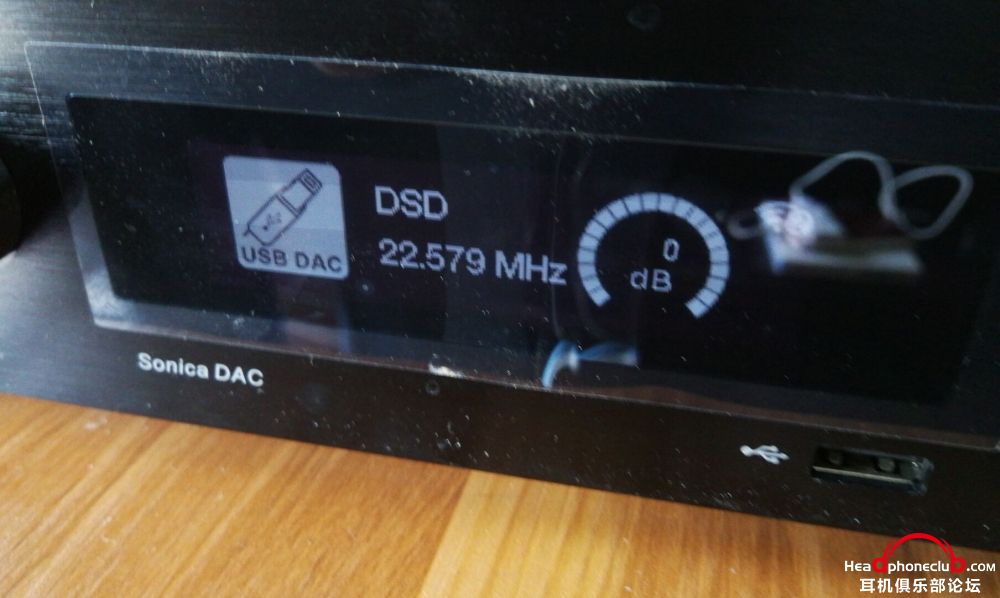 DSD
22.579 MHz
USB DAC
0
dB
Sonica DAC
Headphoneclub.com
耳机俱乐部论坛